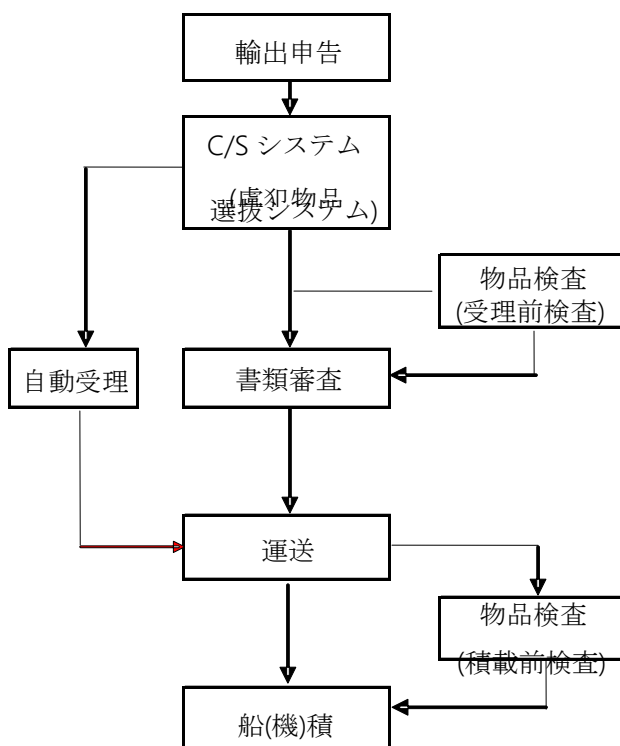 輸出申告
C/S システム
(虞犯物品
選抜システム)
物品検査
(受理前検査)
自動受理
書類審査
運送
物品検査
(積載前検査)
船(機)積